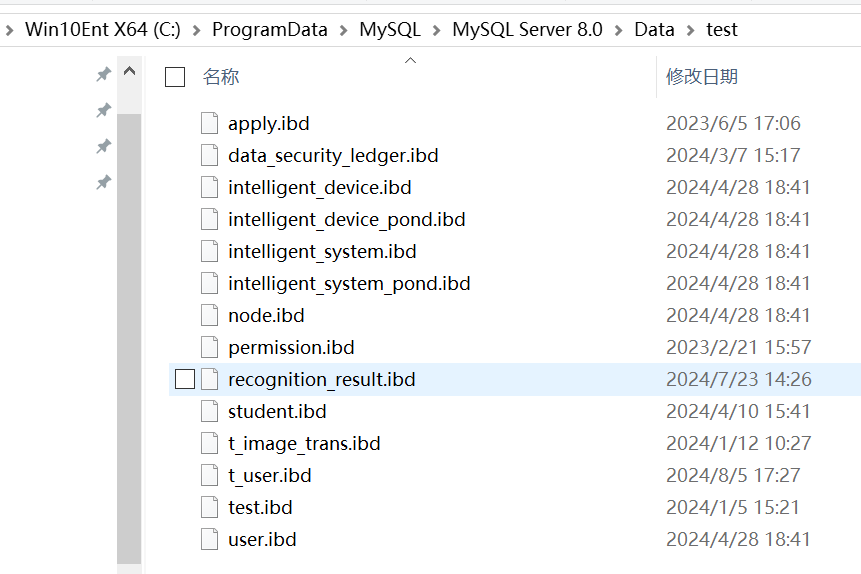 Win10Ent X64 (C:) > ProgramData > MySQL > MySQL Server 8.0 > Data > test
名称 修改日期
apply.ibd 2023/6/5 17:06
data_security_ledger.ibd 2024/3/7 15:17
intelligent_device.ibd 2024/4/28 18:41
intelligent_device_pond.ibd 2024/4/28 18:41
intelligent_system.ibd 2024/4/28 18:41
intelligent_system_pond.ibd 2024/4/28 18:41
node.ibd 2024/4/28 18:41
permission.ibd 2023/2/21 15:57
recognition_result.ibd 2024/7/23 14:26
student.ibd 2024/4/10 15:41
t_image_trans.ibd 2024/1/12 10:27
t_user.ibd 2024/8/5 17:27
test.ibd 2024/1/5 15:21
user.ibd 2024/4/28 18:41